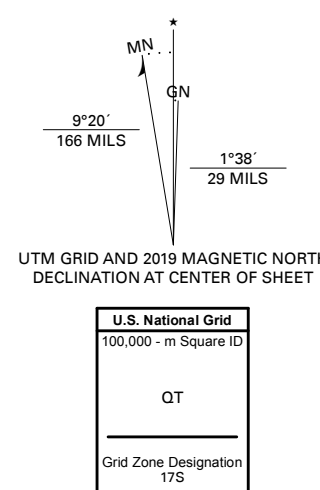 ★
MN
GN
9°20´
166 MILS
1°38´
29 MILS
UTM GRID AND 2019 MAGNETIC NORTH
DECLINATION AT CENTER OF SHEET
U.S. National Grid
100,000 - m Square ID
QT
Grid Zone Designation
17S